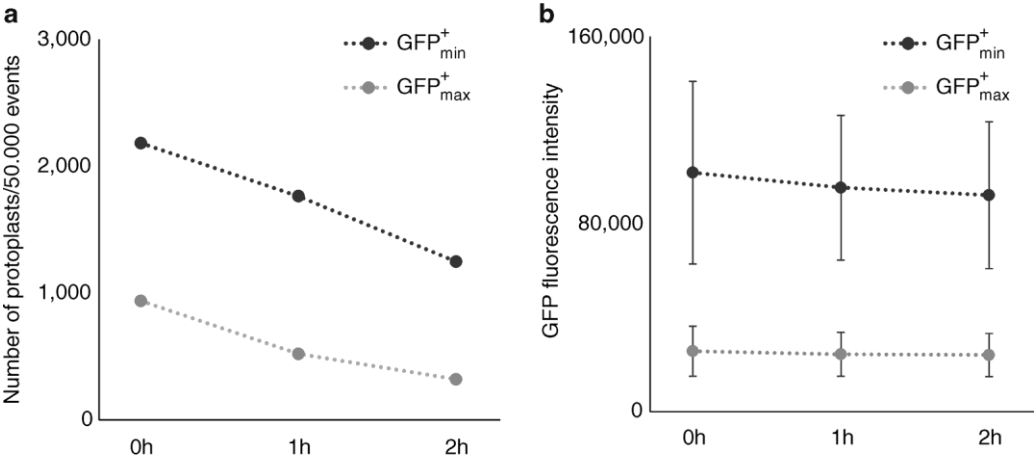 a
Number of protoplasts/50.000 events
3,000
2,000
1,000
0
0h
1h
2h
GFP+min
GFP+max
b
GFP fluorescence intensity
160,000
80,000
0
0h
1h
2h
GFP+min
GFP+max